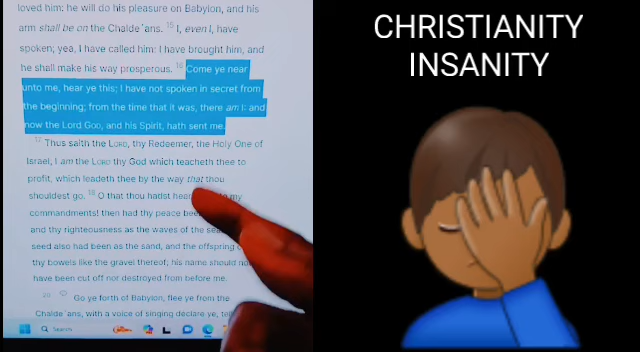 loved him: he will do his pleasure on Babylon, and his
arm shall be on the Chalde´ans. 15 I, even I, have
spoken; yea, I have called him: I have brought him, and
he shall make his way prosperous. 16 Come ye near
unto me, hear ye this; I have not spoken in secret from
the beginning; from the time that it was, there am I: and
now the Lord GOD, and his Spirit, hath sent me.
17 Thus saith the LORD, thy Redeemer, the Holy One of
Israel; I am the LORD thy God which teacheth thee to
profit, which leadeth thee by the way that thou
shouldest go. 18 O that thou hadst hear my
commandments! then had thy peace bee
and thy righteousness as the waves of the sea
seed also had been as the sand, and the offspring o
thy bowels like the gravel thereof; his name should no
have been cut off nor destroyed from before me.
20 Go ye forth of Babylon, flee ye from the
Chalde´ans, with a voice of singing declare ye, tell
Search
CHRISTIANITY
INSANITY